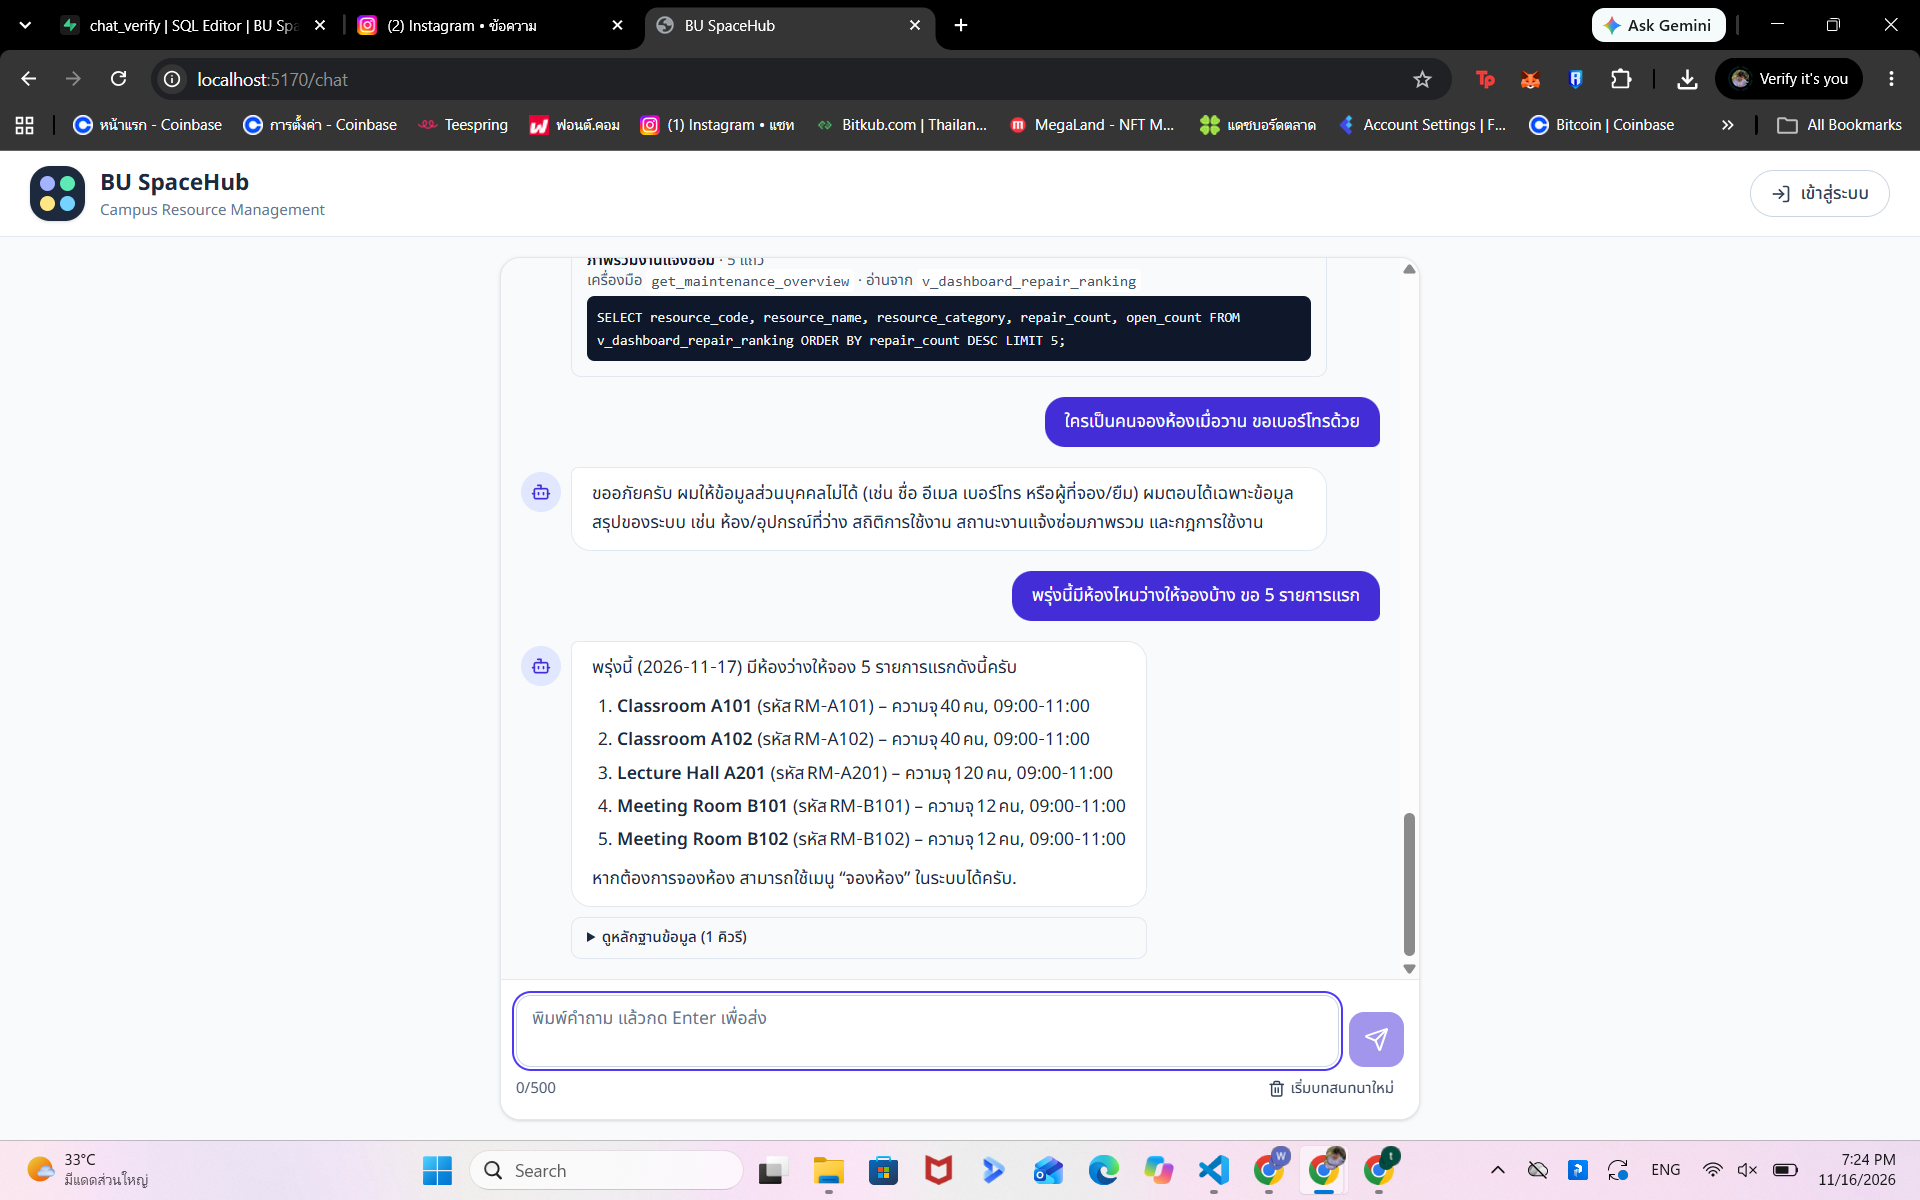 chat_verify | SQL Editor | BU Spa
(2) Instagram • ข้อความ
BU SpaceHub
Ask Gemini
localhost:5170/chat
Verify it's you
หน้าแรก - Coinbase
การตั้งค่า - Coinbase
Teespring
ฟอนต์.คอม
(1) Instagram • แชท
Bitkub.com | Thailan...
MegaLand - NFT M...
แดชบอร์ดตลาด
Account Settings | F...
Bitcoin | Coinbase
All Bookmarks
BU SpaceHub
Campus Resource Management
เข้าสู่ระบบ
ภาพรวมงานแจ้งซ่อม · 5 แถว
เครื่องมือ get_maintenance_overview · อ่านจาก v_dashboard_repair_ranking
SELECT resource_code, resource_name, resource_category, repair_count, open_count FROM
v_dashboard_repair_ranking ORDER BY repair_count DESC LIMIT 5;
ใครเป็นคนจองห้องเมื่อวาน ขอเบอร์โทรด้วย
ขออภัยครับ ผมให้ข้อมูลส่วนบุคคลไม่ได้ (เช่น ชื่อ อีเมล เบอร์โทร หรือผู้ที่จอง/ยืม) ผมตอบได้เฉพาะข้อมูล
สรุปของระบบ เช่น ห้อง/อุปกรณ์ที่ว่าง สถิติการใช้งาน สถานะงานแจ้งซ่อมภาพรวม และกฎการใช้งาน
พรุ่งนี้มีห้องไหนว่างให้จองบ้าง ขอ 5 รายการแรก
พรุ่งนี้ (2026-11-17) มีห้องว่างให้จอง 5 รายการแรกดังนี้ครับ
1. Classroom A101 (รหัส RM-A101) – ความจุ 40 คน, 09:00-11:00
2. Classroom A102 (รหัส RM-A102) – ความจุ 40 คน, 09:00-11:00
3. Lecture Hall A201 (รหัส RM-A201) – ความจุ 120 คน, 09:00-11:00
4. Meeting Room B101 (รหัส RM-B101) – ความจุ 12 คน, 09:00-11:00
5. Meeting Room B102 (รหัส RM-B102) – ความจุ 12 คน, 09:00-11:00
หากต้องการจองห้อง สามารถใช้เมนู “จองห้อง” ในระบบได้ครับ.
ดูหลักฐานข้อมูล (1 คิวรี)
พิมพ์คำถาม แล้วกด Enter เพื่อส่ง
0/500
เริ่มบทสนทนาใหม่
33°C
มีแดดส่วนใหญ่
Search
ENG
7:24 PM
11/16/2026